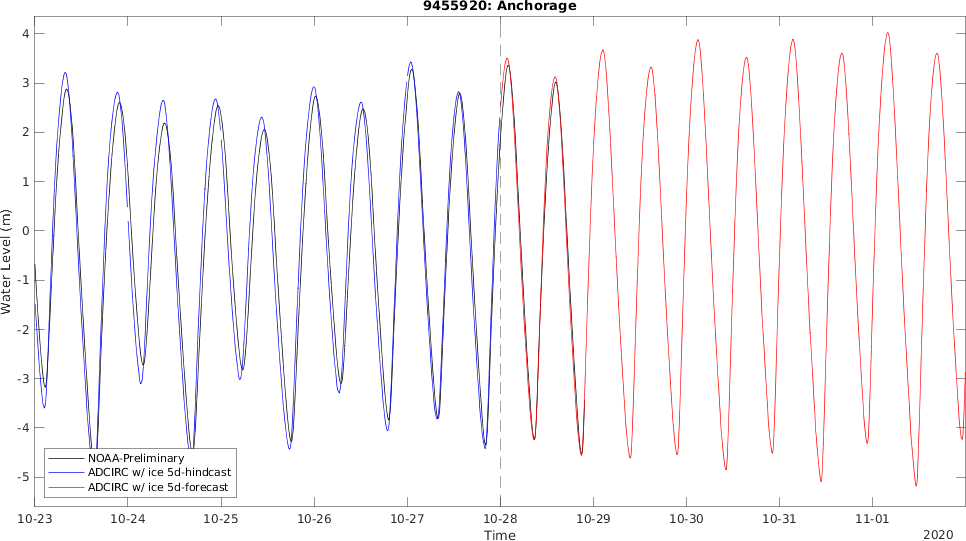 9455920: Anchorage
4
3
2
1
0
-1
-2
-3
-4
-5
Water Level (m)
NOAA-Preliminary
ADCIRC w/ ice 5d-hindcast
ADCIRC w/ ice 5d-forecast
10-23 10-24 10-25 10-26 10-27 10-28 10-29 10-30 10-31 11-01
Time
2020